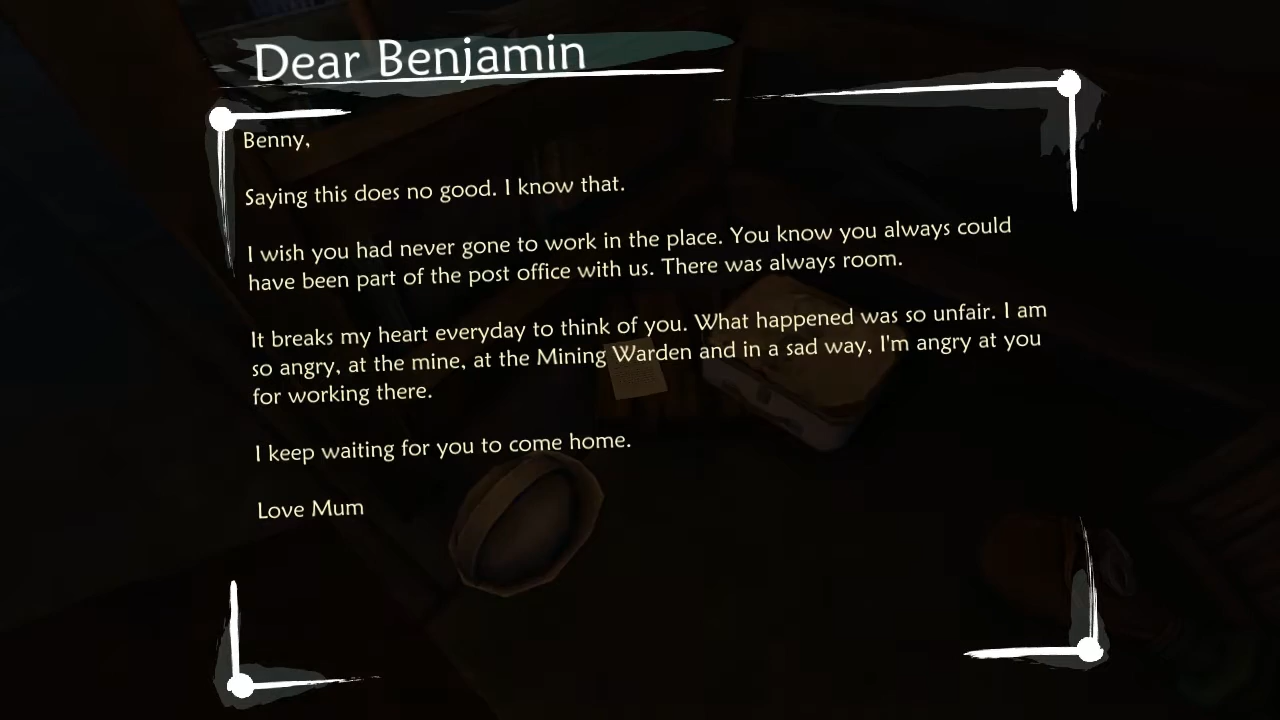 Dear Benjamin
Benny,
Saying this does no good. I know that.
I wish you had never gone to work in the place. You know you always could
have been part of the post office with us. There was always room.
It breaks my heart everyday to think of you. What happened was so unfair. I am
so angry, at the mine, at the Mining Warden and in a sad way, I'm angry at you
for working there.
I keep waiting for you to come home.
Love Mum